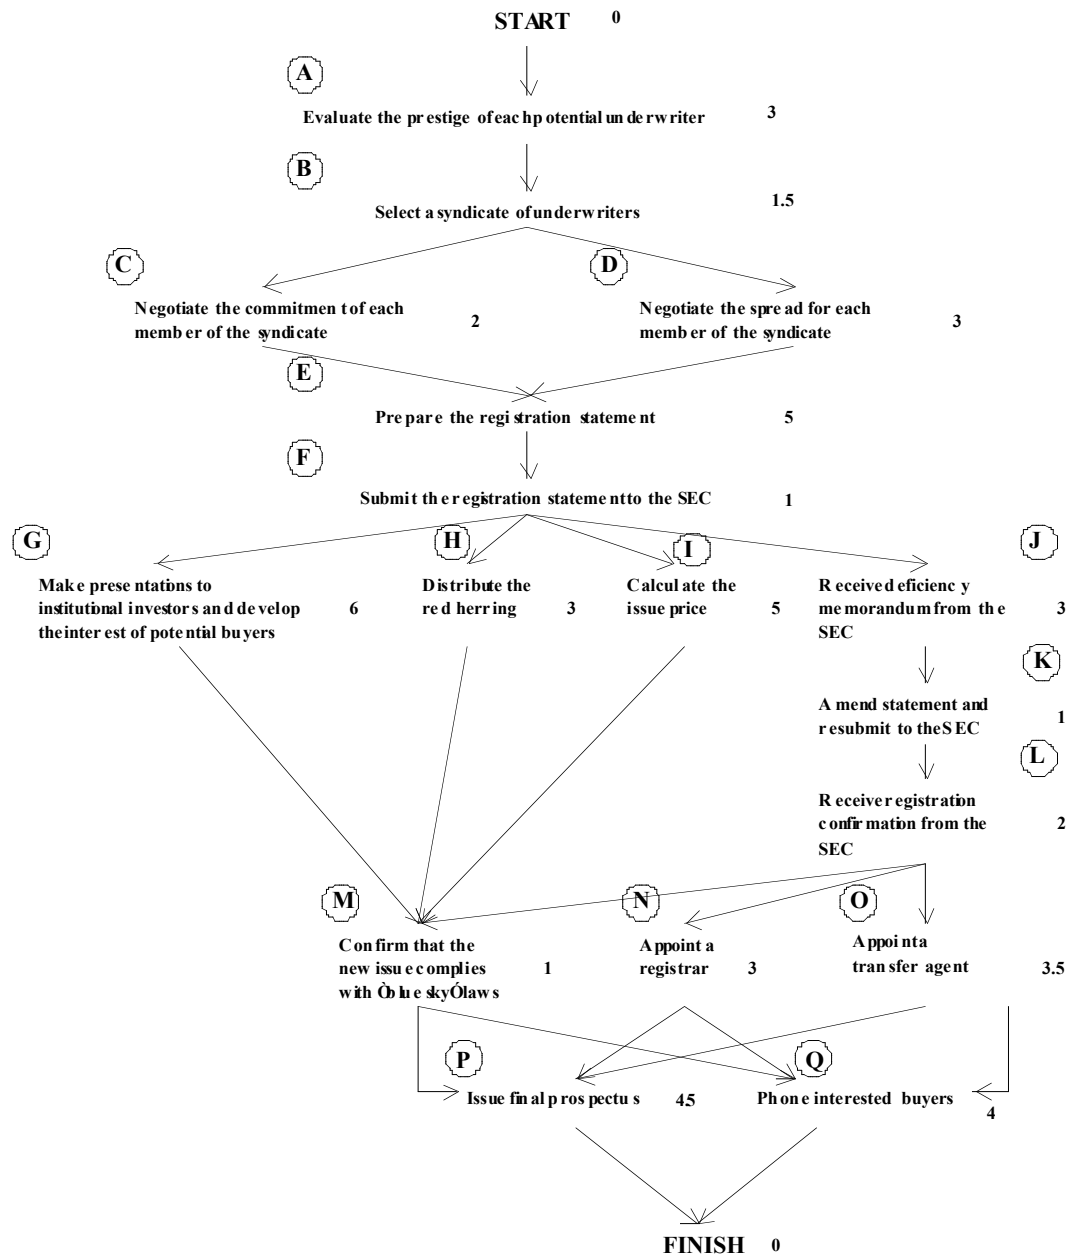 START 0
A
Evaluate the prestige of each potential underwriter 3
B
Select a syndicate of underwriters 1.5
C D
Negotiate the commitment of each Negotiate the spread for each
member of the syndicate 2 member of the syndicate 3
E
Prepare the registration statement 5
F
Submit the registration statement to the SEC 1
G H I J
Make presentations to Distribute the Calculate the Receive deficiency
institutional investors and develop 6 red herring 3 issue price 5 memorandum from the 3
the interest of potential buyers SEC
K
Amend statement and
resubmit to the SEC 1
L
Receive registration
confirmation from the 2
SEC
M N O
Confirm that the Appoint a Appoint a
new issue complies 1 registrar 3 transfer agent 3.5
with Òblue skyÓ laws
P Q
Issue final prospectus 45 Phone interested buyers 4
FINISH 0